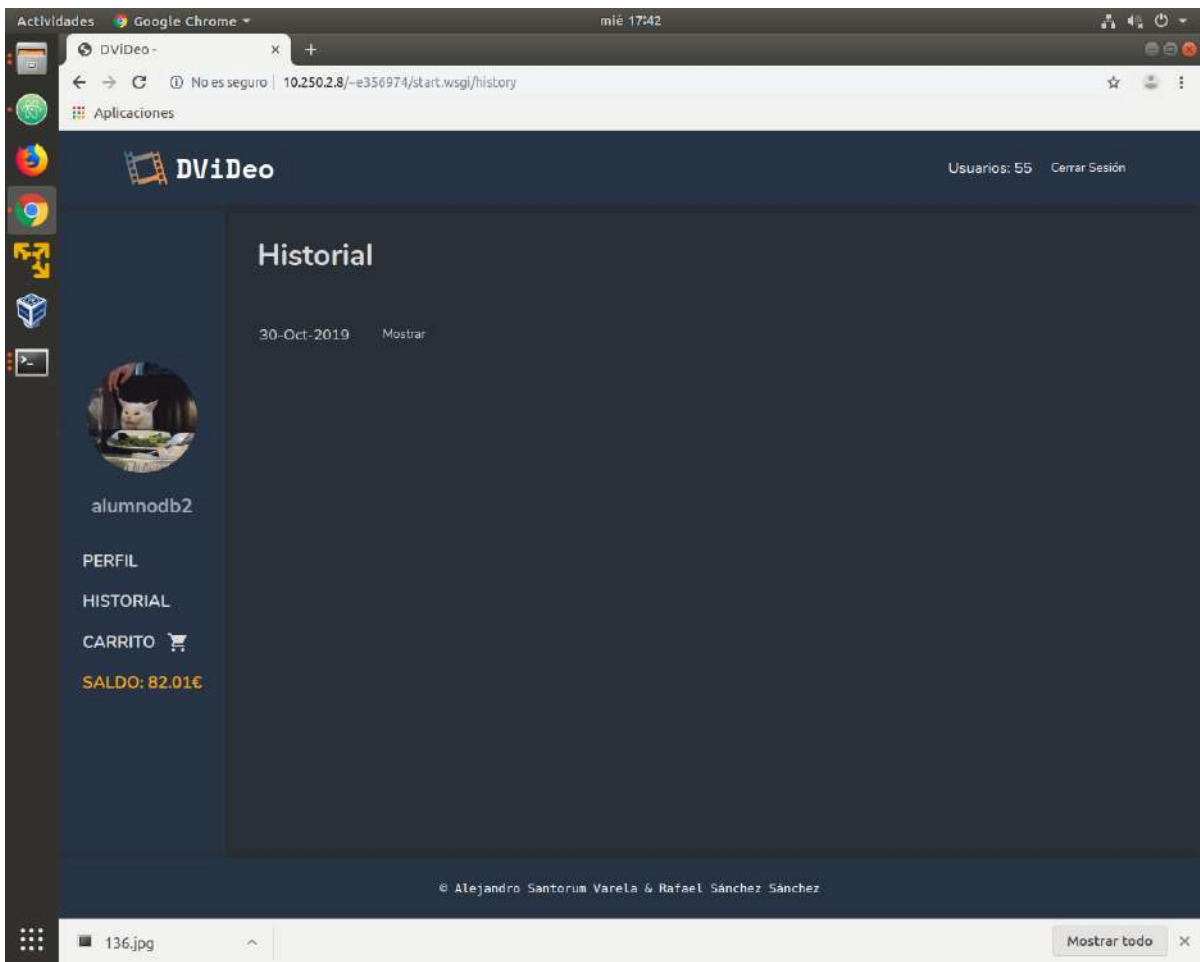 Actividades Google Chrome mié 17:42
DViDeo -
No es seguro 10.250.2.8/~e356974/start.wsgi/history
Aplicaciones
DViDeo Usuarios: 55 Cerrar Sesión
Historial
30-Oct-2019 Mostrar
alumnodb2
PERFIL
HISTORIAL
CARRITO
SALDO: 82.01€
© Alejandro Santorum Varela & Rafael Sánchez Sánchez
136.jpg Mostrar todo